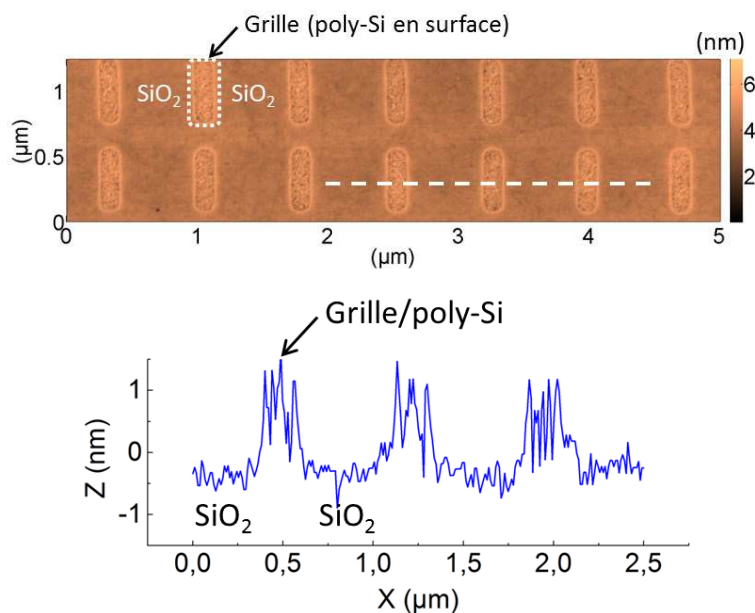 Grille (poly-Si en surface)
(nm)
SiO₂ SiO₂
(µm)
1
0.5
0
6
4
2
0 1 2 3 4 5
(µm)
Grille/poly-Si
Z (nm)
1
0
-1
SiO₂ SiO₂
0,0 0,5 1,0 1,5 2,0 2,5
X (µm)